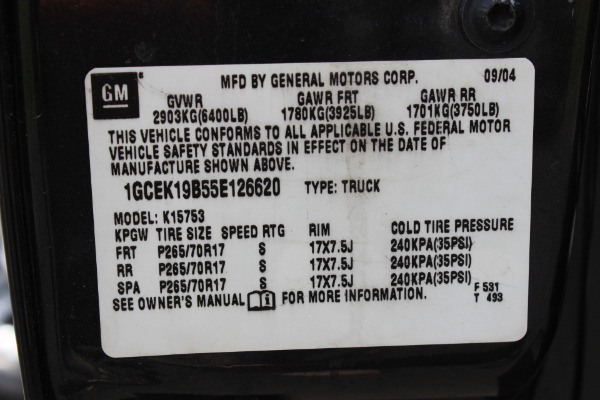 GM
MFD BY GENERAL MOTORS CORP. 09/04
GVWR GAWR FRT GAWR RR
2903KG(6400LB) 1780KG(3925LB) 1701KG(3750LB)
THIS VEHICLE CONFORMS TO ALL APPLICABLE U.S. FEDERAL MOTOR
VEHICLE SAFETY STANDARDS IN EFFECT ON THE DATE OF
MANUFACTURE SHOWN ABOVE.
1GCEK19B55E126620 TYPE: TRUCK
MODEL: K15753
KPGW TIRE SIZE SPEED RTG RIM COLD TIRE PRESSURE
FRT P265/70R17 S 17X7.5J 240KPA(35PSI)
RR P265/70R17 S 17X7.5J 240KPA(35PSI)
SPA P265/70R17 S 17X7.5J 240KPA(35PSI)
SEE OWNER'S MANUAL FOR MORE INFORMATION.
F 531
T 493